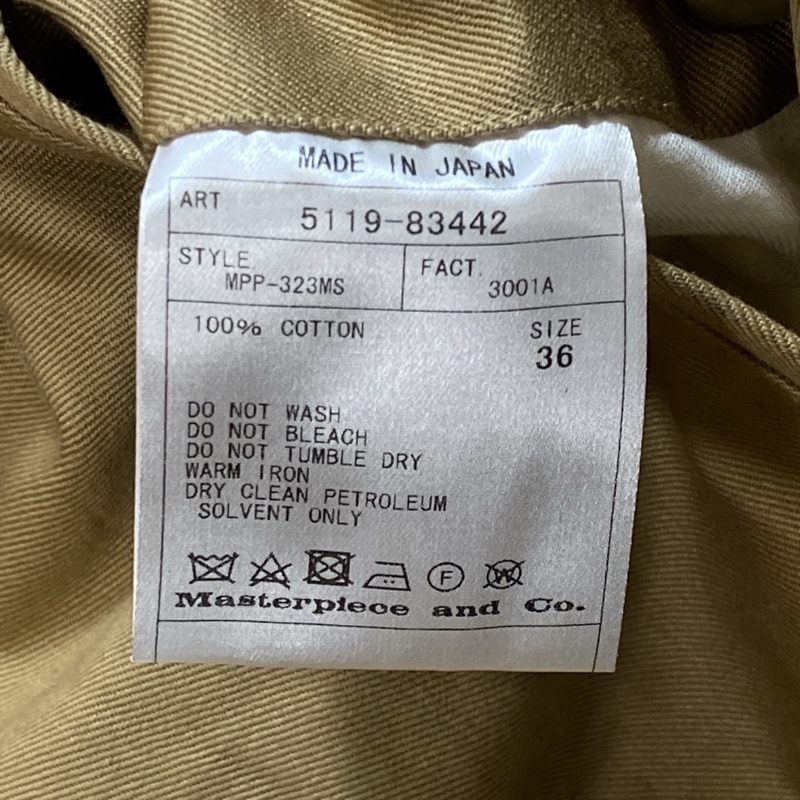 MADE IN JAPAN
ART 5119-83442
STYLE. MPP-323MS
FACT. 3001A
100% COTTON
SIZE
36
DO NOT WASH
DO NOT BLEACH
DO NOT TUMBLE DRY
WARM IRON
DRY CLEAN PETROLEUM
SOLVENT ONLY
F W
Masterpiece and Co.